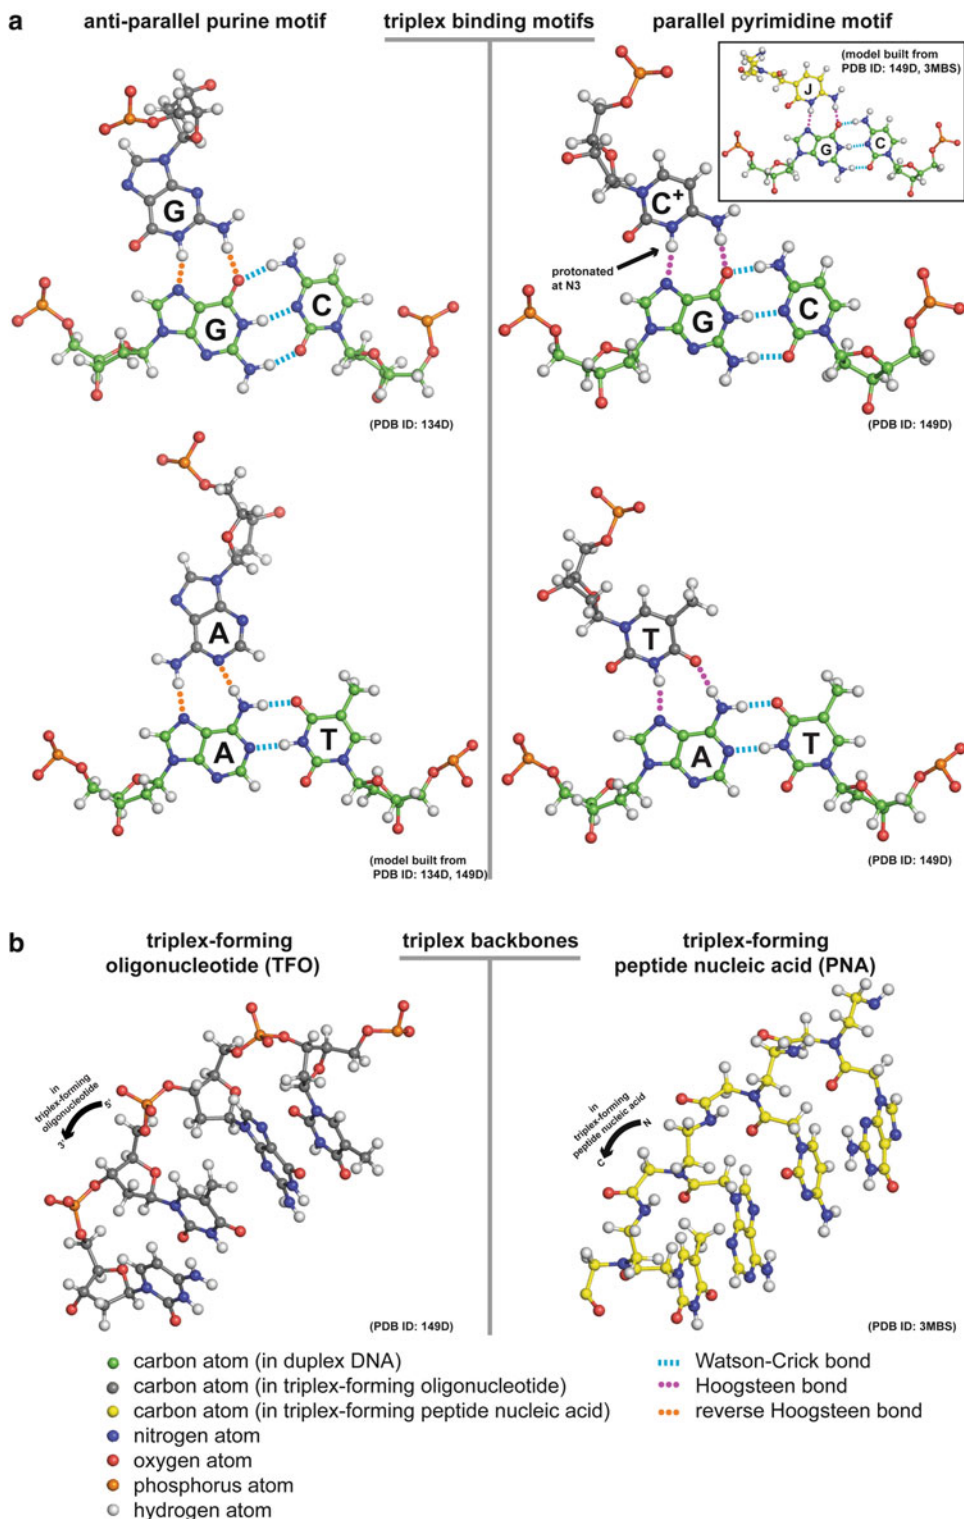 a
anti-parallel purine motif
triplex binding motifs
parallel pyrimidine motif
(model built from
PDB ID: 149D, 3MBS)
J
G
C
G
G
C
(PDB ID: 134D)
C+
protonated
at N3
G
C
(PDB ID: 149D)
A
A
T
(model built from
PDB ID: 134D, 149D)
T
A
T
(PDB ID: 149D)
b
triplex-forming
oligonucleotide (TFO)
triplex backbones
triplex-forming
peptide nucleic acid (PNA)
in
triplex-forming
oligonucleotide
5'
3'
(PDB ID: 149D)
in
triplex-forming
peptide nucleic acid
N
C
(PDB ID: 3MBS)
carbon atom (in duplex DNA)
carbon atom (in triplex-forming oligonucleotide)
carbon atom (in triplex-forming peptide nucleic acid)
nitrogen atom
oxygen atom
phosphorus atom
hydrogen atom
Watson-Crick bond
Hoogsteen bond
reverse Hoogsteen bond